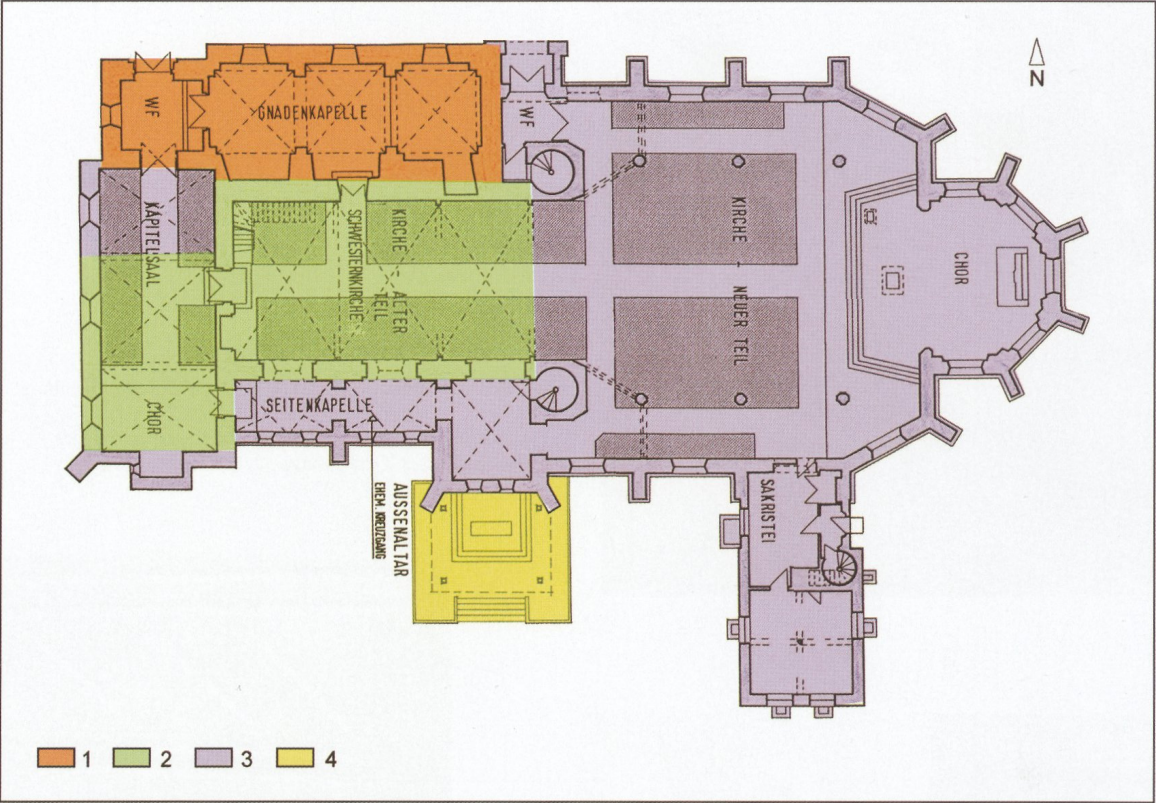 N
WF
GNADENKAPELLE
WF
KAPITELSAAL
SCHWESTERNKIRCHE
KIRCHE - ALTER
TEIL
KIRCHE - NEUER TEIL
CHOR
CHOR
SEITENKAPELLE
AUSSENALTAR
EHEM. KREUZGANG
SAKRISTEI
1
2
3
4